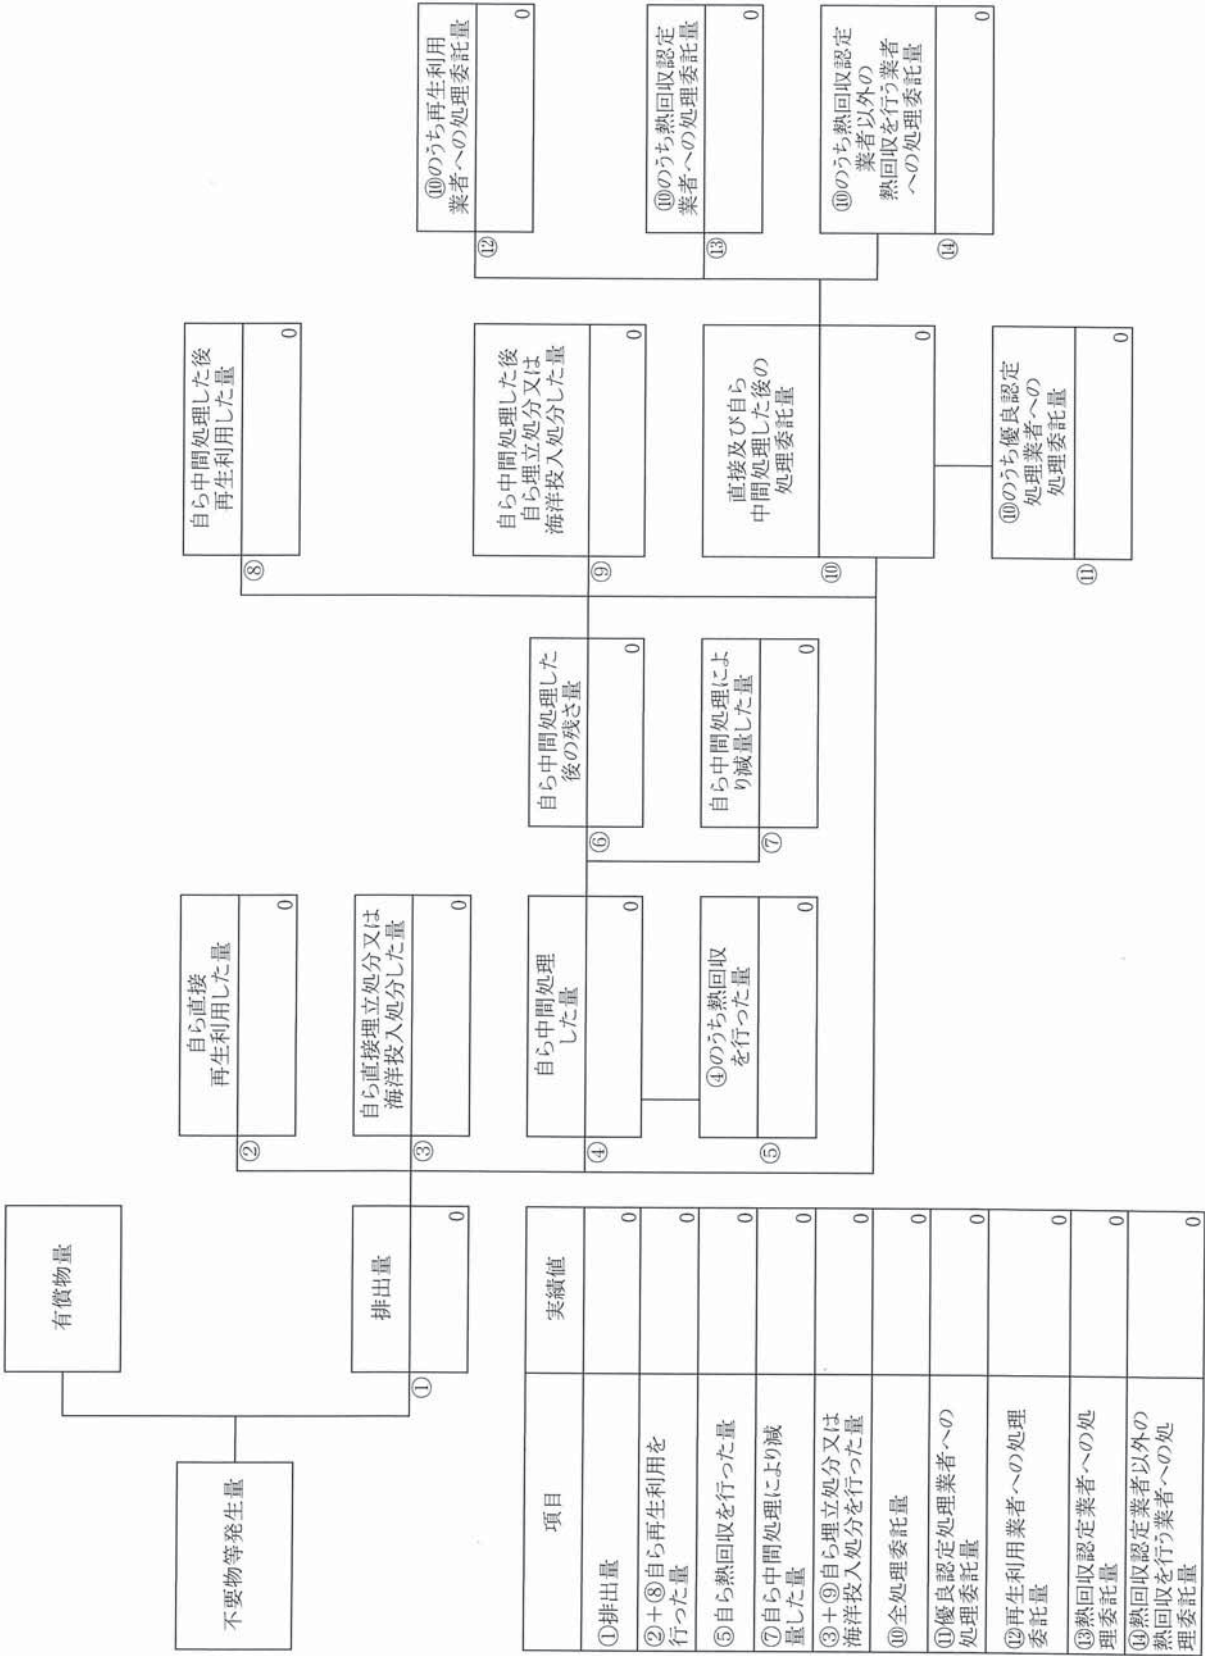 不要物等発生量
有償物量
①
排出量
0
②
自ら直接
再生利用した量
0
③
自ら直接埋立処分又は
海洋投入処分した量
0
④
自ら中間処理
した量
0
⑤
④のうち熱回収
を行った量
0
⑥
自ら中間処理した
後の残さ量
0
⑦
自ら中間処理によ
り減量した量
0
⑧
自ら中間処理した後
再生利用した量
0
⑨
自ら中間処理した後
自ら埋立処分又は
海洋投入処分した量
0
⑩
直接及び自ら
中間処理した後の
処理委託量
0
⑪
⑩のうち優良認定
処理業者への
処理委託量
0
⑫
⑩のうち再生利用
業者への処理委託量
0
⑬
⑩のうち熱回収認定
業者への処理委託量
0
⑭
⑩のうち熱回収認定
業者以外の
熱回収を行う業者
への処理委託量
0
項目 実績値
①排出量 0
②+⑧自ら再生利用を
行った量 0
⑤自ら熱回収を行った量 0
⑦自ら中間処理により減
量した量 0
③+⑨自ら埋立処分又は
海洋投入処分を行った量 0
⑩全処理委託量 0
⑪優良認定処理業者への
処理委託量 0
⑫再生利用業者への処理
委託量 0
⑬熱回収認定業者への処
理委託量 0
⑭熱回収認定業者以外の
熱回収を行う業者への処
理委託量 0